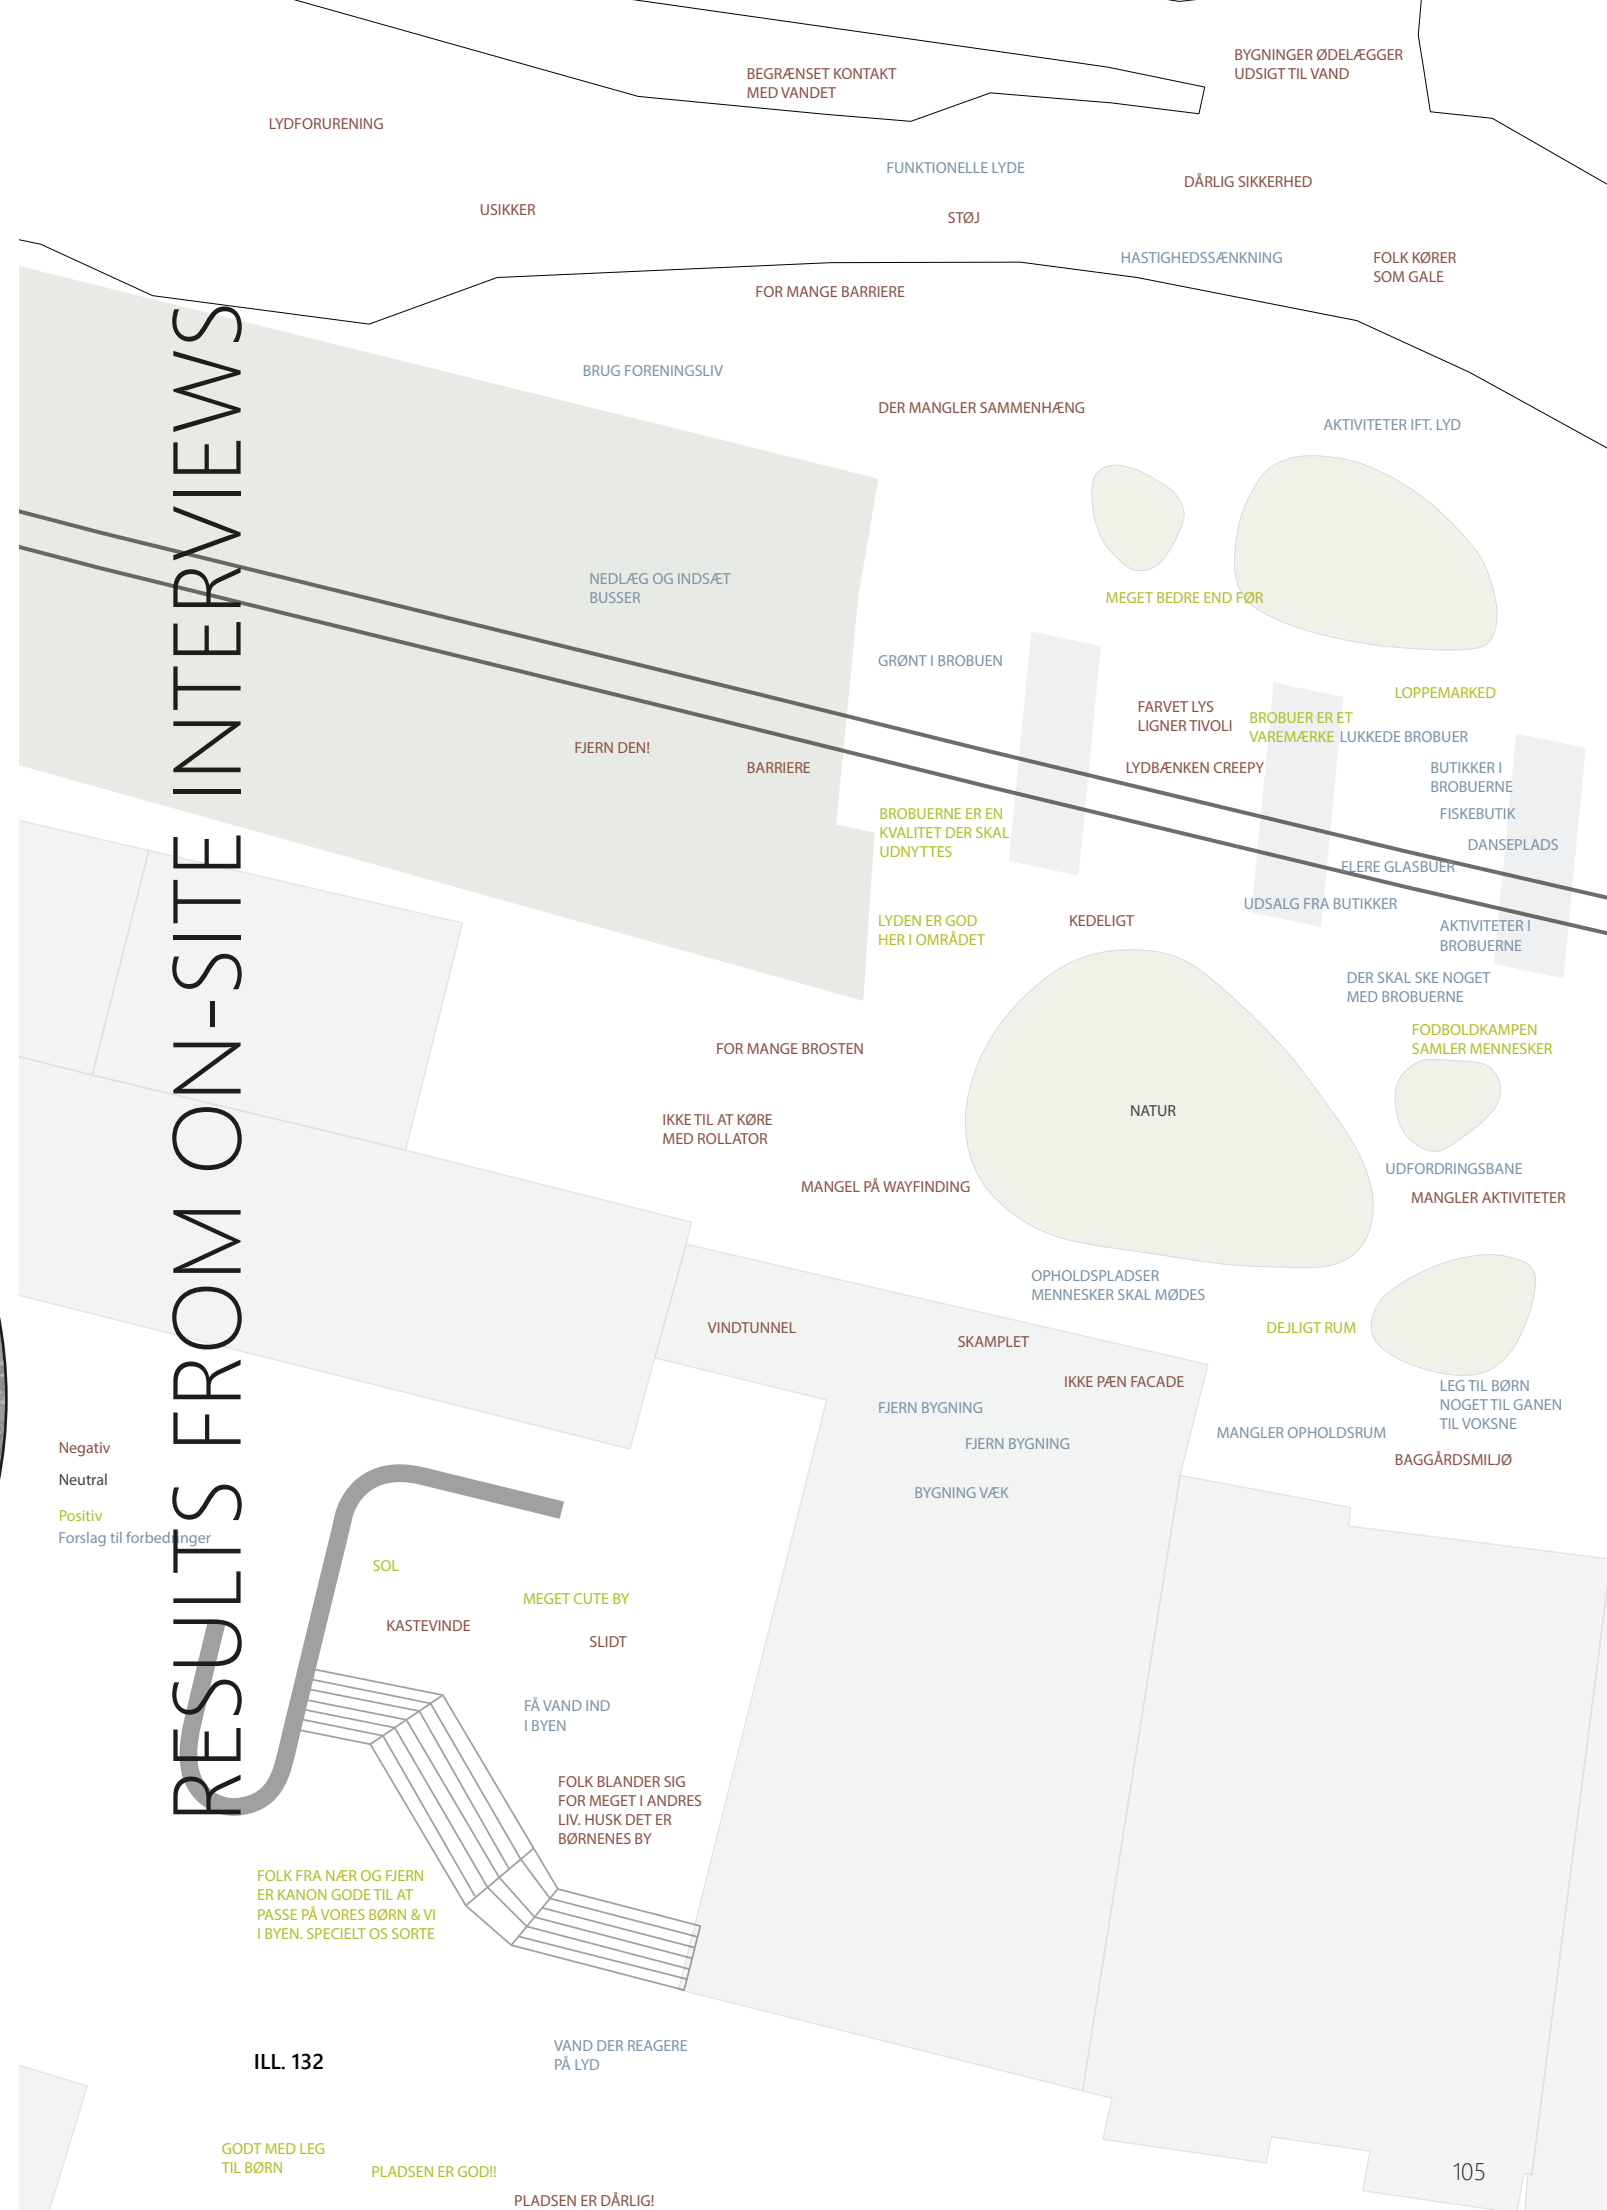 RESULTS FROM ON-SITE INTERVIEWS
BYGNINGER ØDELÆGGER
UDSIGT TIL VAND
BEGRÆNSET KONTAKT
MED VANDET
LYDFORURENING
FUNKTIONELLE LYDE
DÅRLIG SIKKERHED
USIKKER
STØJ
HASTIGHEDSSÆNKNING
FOLK KØRER
SOM GALE
FOR MANGE BARRIERE
BRUG FORENINGSLIV
DER MANGLER SAMMENHÆNG
AKTIVITETER IFT. LYD
NEDLÆG OG INDSÆT
BUSSER
MEGET BEDRE END FØR
GRØNT I BROBUEN
LOPPEMARKED
FARVET LYS
LIGNER TIVOLI
BROBUER ER ET
VAREMÆRKE
LUKKEDE BROBUER
FJERN DEN!
BARRIERE
LYDBÆNKEN CREEPY
BUTIKKER I
BROBUERNE
BROBUERNE ER EN
KVALITET DER SKAL
UDNYTTES
FISKEBUTIK
DANSEPLADS
FLERE GLASBUER
UDSALG FRA BUTIKKER
LYDEN ER GOD
HER I OMRÅDET
KEDELIGT
AKTIVITETER I
BROBUERNE
DER SKAL SKE NOGET
MED BROBUERNE
FODBOLDKAMPEN
SAMLER MENNESKER
FOR MANGE BROSTEN
NATUR
IKKE TIL AT KØRE
MED ROLLATOR
UDFORDRINGSBANE
MANGEL PÅ WAYFINDING
MANGLER AKTIVITETER
OPHOLDSPLADSER
MENNESKER SKAL MØDES
VINDTUNNEL
SKAMPLET
DEJLIGT RUM
IKKE PÆN FACADE
LEG TIL BØRN
NOGET TIL GANEN
TIL VOKSNE
FJERN BYGNING
FJERN BYGNING
MANGLER OPHOLDSRUM
BAGGÅRDSMILJØ
BYGNING VÆK
Negativ
Neutral
Positiv
Forslag til forbedringer
SOL
MEGET CUTE BY
KASTEVINDE
SLIDT
FÅ VAND IND
I BYEN
FOLK BLANDER SIG
FOR MEGET I ANDRES
LIV. HUSK DET ER
BØRNENES BY
FOLK FRA NÆR OG FJERN
ER KANON GODE TIL AT
PASSE PÅ VORES BØRN & VI
I BYEN. SPECIELT OS SORTE
ILL. 132
VAND DER REAGERE
PÅ LYD
GODT MED LEG
TIL BØRN
PLADSEN ER GOD!!
PLADSEN ER DÅRLIG!
105